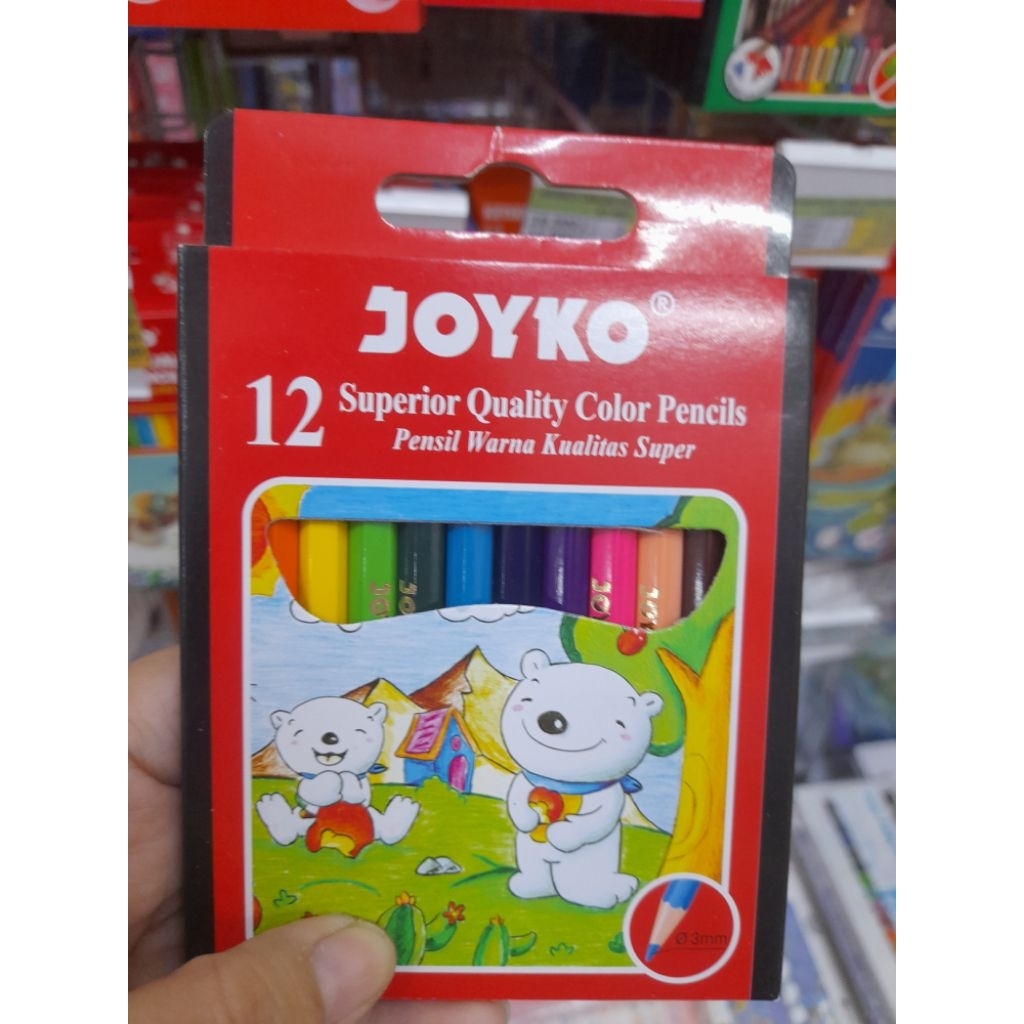 JOYKO®
12 Superior Quality Color Pencils
Pensil Warna Kualitas Super
Ø 3mm